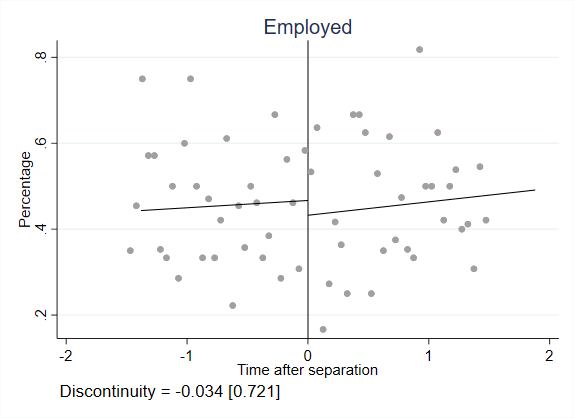 Employed
Percentage
.8
.6
.4
.2
-2 -1 0 1 2
Time after separation
Discontinuity = -0.034 [0.721]